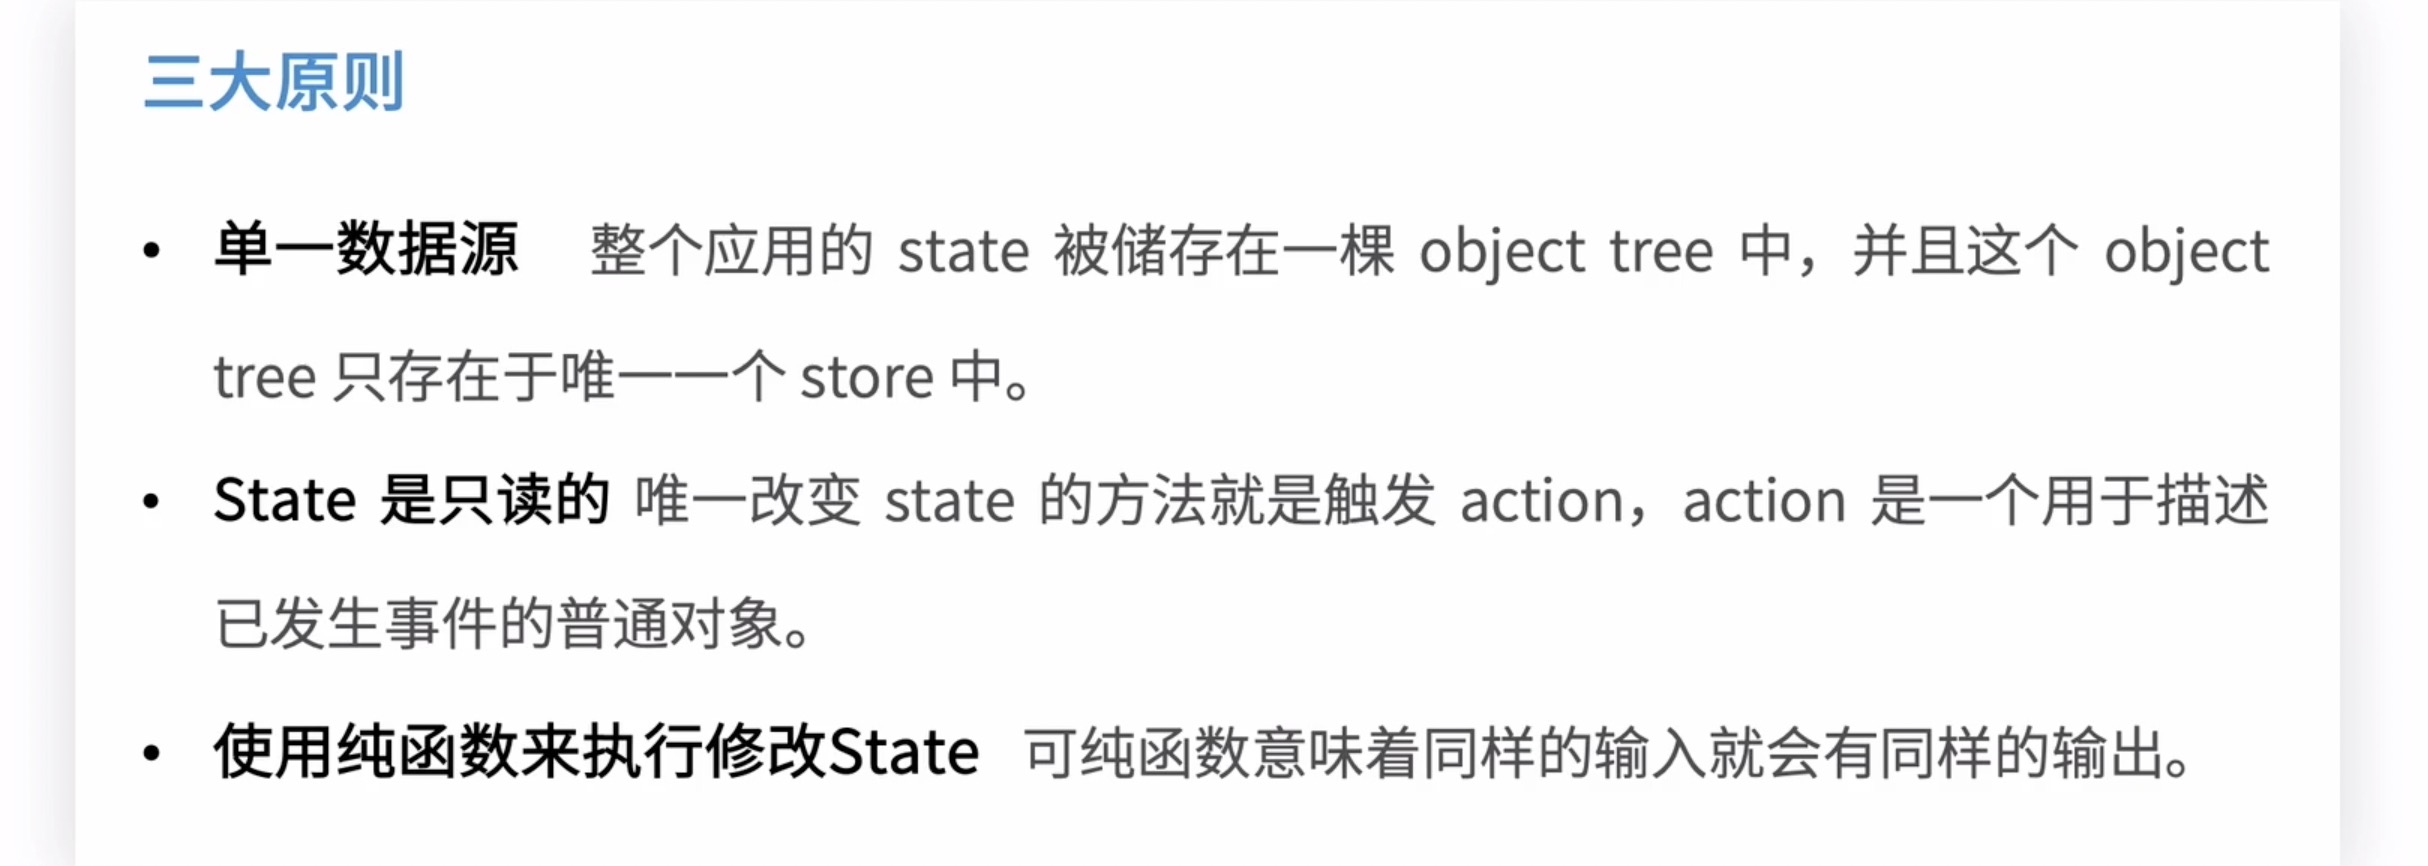 三大原则
• 单一数据源 整个应用的 state 被储存在一棵 object tree 中，并且这个 object
tree 只存在于唯一一个 store 中。
• State 是只读的 唯一改变 state 的方法就是触发 action，action 是一个用于描述
已发生事件的普通对象。
• 使用纯函数来执行修改State 可纯函数意味着同样的输入就会有同样的输出。